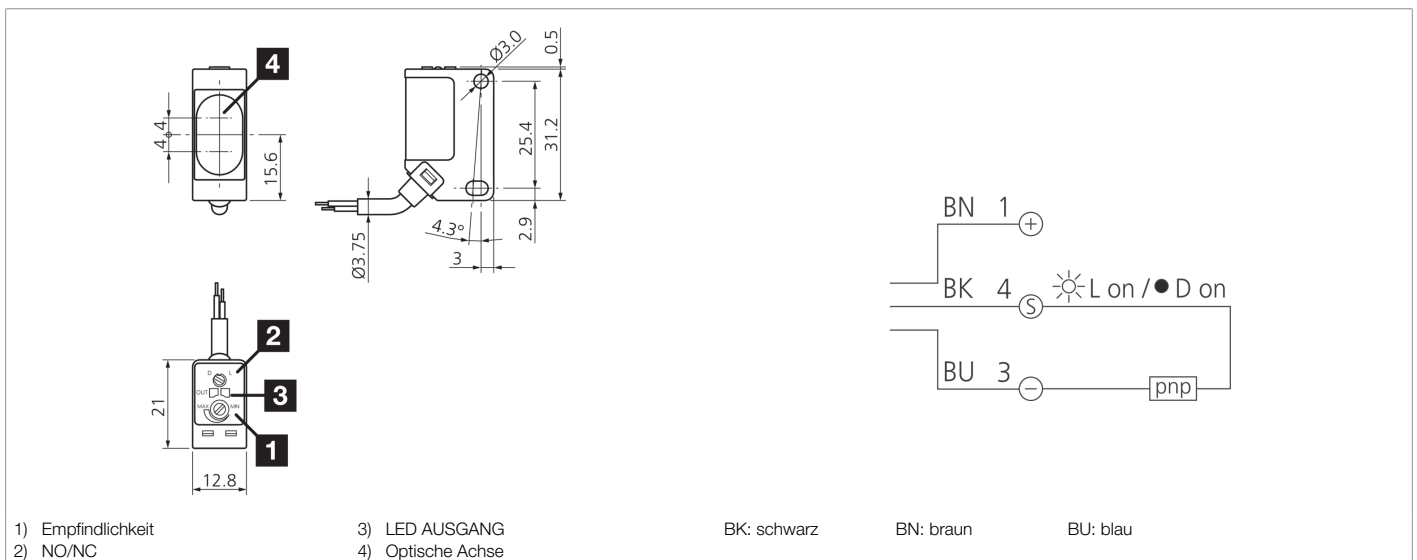 4
4 4
15.6
Ø3.0
0.5
25.4
31.2
2.9
4.3°
3
Ø3.75
2
3
1
D L
OUT
MAX MIN
21
12.8
BN 1 +
BK 4 S L on / ● D on
BU 3 − pnp
1) Empfindlichkeit
2) NO/NC
3) LED AUSGANG
4) Optische Achse
BK: schwarz BN: braun BU: blau